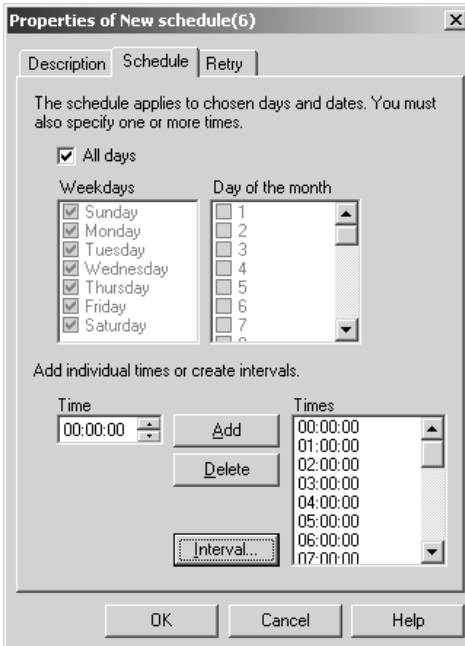 Properties of New schedule(6)
Description Schedule Retry
The schedule applies to chosen days and dates. You must
also specify one or more times.
All days
Weekdays
Sunday
Monday
Tuesday
Wednesday
Thursday
Friday
Saturday
Day of the month
1
2
3
4
5
6
7
Add individual times or create intervals.
Time
00:00:00
Add
Delete
Interval...
Times
00:00:00
01:00:00
02:00:00
03:00:00
04:00:00
05:00:00
06:00:00
07:00:00
OK Cancel Help